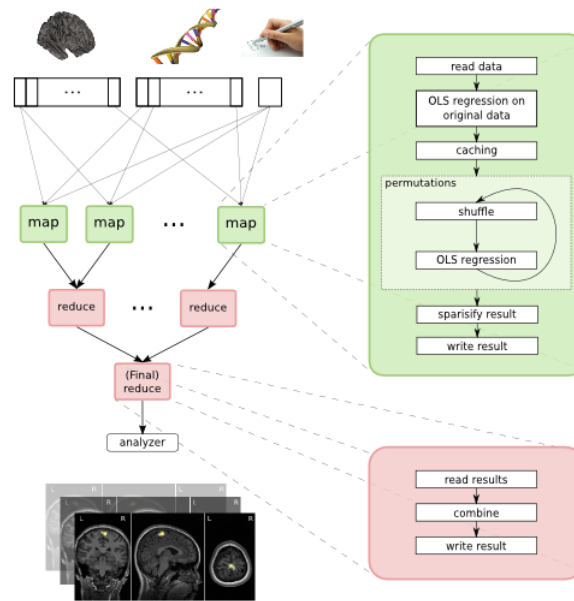 ...
...
map
map
...
map
reduce
...
reduce
(Final)
reduce
analyzer
L
R
L
R
L
R
L
R
read data
OLS regression on
original data
caching
permutations
shuffle
OLS regression
sparisify result
write result
read results
combine
write result